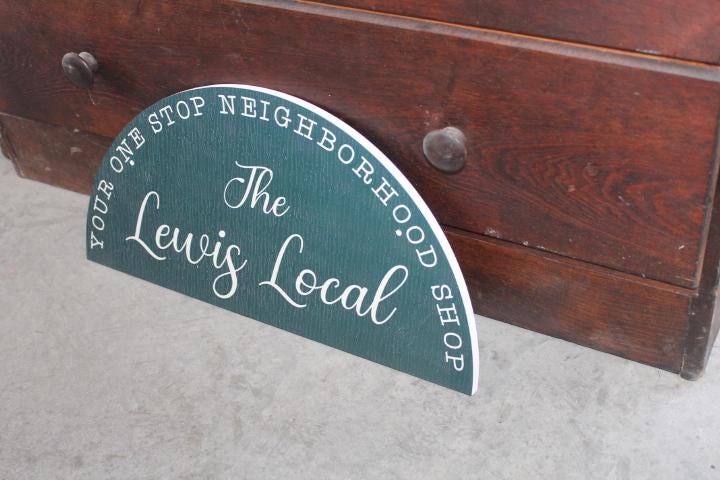 YOUR ONE STOP NEIGHBORHOOD SHOP
The
Lewis Local